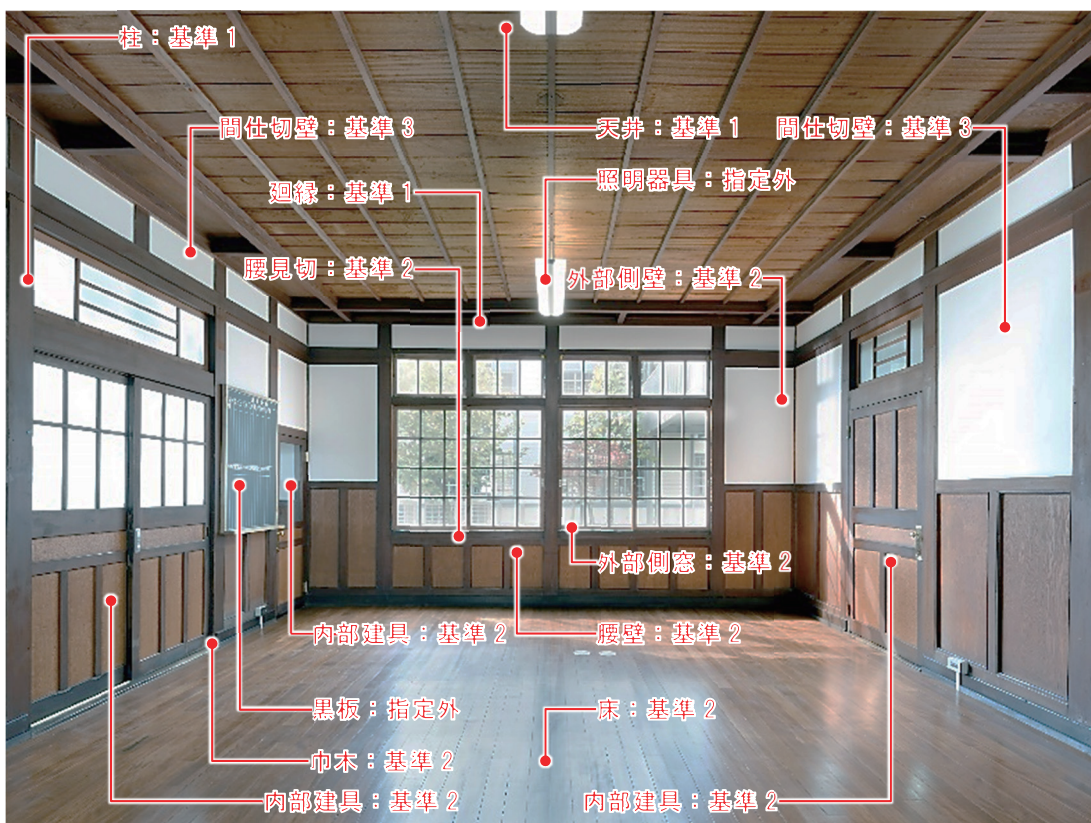 柱：基準1
間仕切壁：基準3
天井：基準1
間仕切壁：基準3
廻縁：基準1
照明器具：指定外
腰見切：基準2
外部側壁：基準2
外部側窓：基準2
内部建具：基準2
腰壁：基準2
黒板：指定外
床：基準2
巾木：基準2
内部建具：基準2
内部建具：基準2